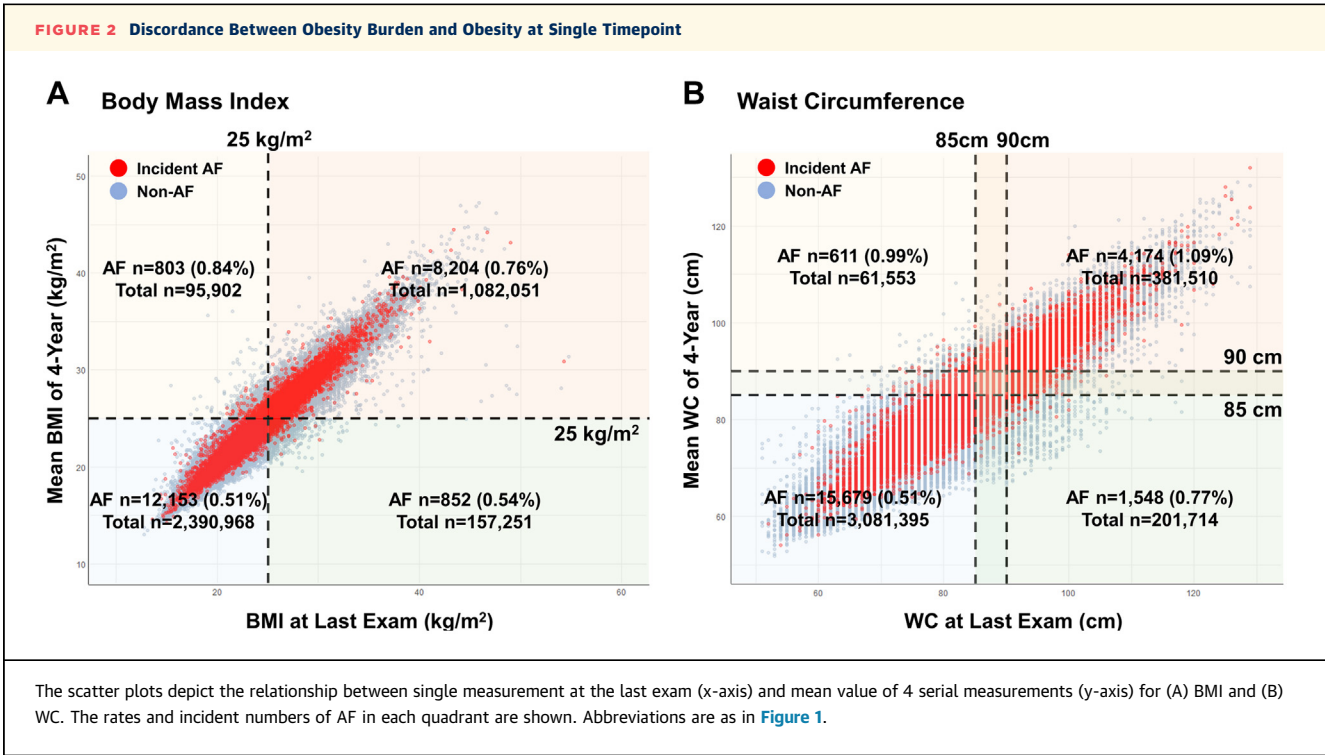 FIGURE 2 Discordance Between Obesity Burden and Obesity at Single Timepoint
A Body Mass Index
25 kg/m²
Incident AF
Non-AF
Mean BMI of 4-Year (kg/m²)
50
40
30
20
10
AF n=803 (0.84%)
Total n=95,902
AF n=8,204 (0.76%)
Total n=1,082,051
25 kg/m²
AF n=12,153 (0.51%)
Total n=2,390,968
AF n=852 (0.54%)
Total n=157,251
20
40
60
BMI at Last Exam (kg/m²)
B Waist Circumference
85cm 90cm
Incident AF
Non-AF
Mean WC of 4-Year (cm)
120
100
80
60
AF n=611 (0.99%)
Total n=61,553
AF n=4,174 (1.09%)
Total n=381,510
90 cm
85 cm
AF n=15,679 (0.51%)
Total n=3,081,395
AF n=1,548 (0.77%)
Total n=201,714
60
80
100
120
WC at Last Exam (cm)
The scatter plots depict the relationship between single measurement at the last exam (x-axis) and mean value of 4 serial measurements (y-axis) for (A) BMI and (B)
WC. The rates and incident numbers of AF in each quadrant are shown. Abbreviations are as in Figure 1.